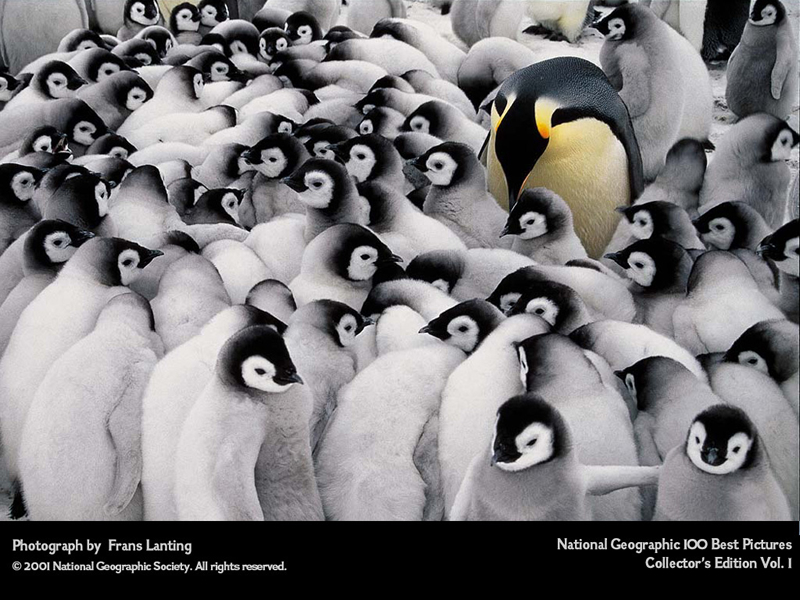 Photograph by Frans Lanting
© 2001 National Geographic Society. All rights reserved.
National Geographic 100 Best Pictures
Collector's Edition Vol. 1